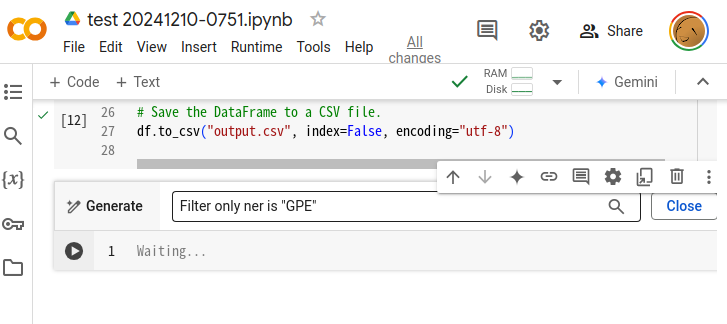 CO test 20241210-0751.ipynb
File Edit View Insert Runtime Tools Help All changes
Share
+ Code + Text
RAM
Disk
Gemini
[12]
26 # Save the DataFrame to a CSV file.
27 df.to_csv("output.csv", index=False, encoding="utf-8")
28
{x}
Generate Filter only ner is "GPE" Close
1 Waiting...